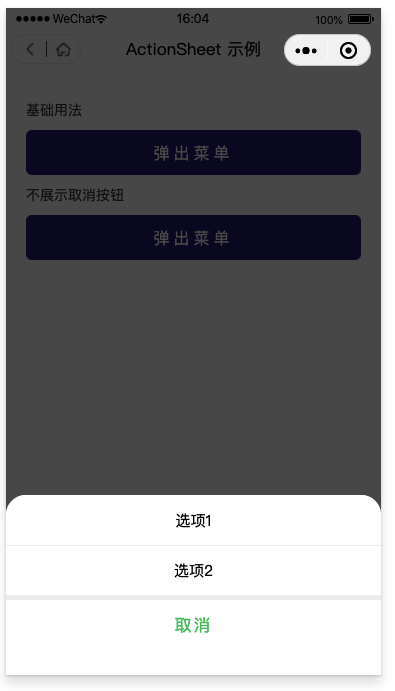 WeChat 16:04 100%
ActionSheet 示例
基础用法
弹出菜单
不展示取消按钮
弹出菜单
选项1
选项2
取消